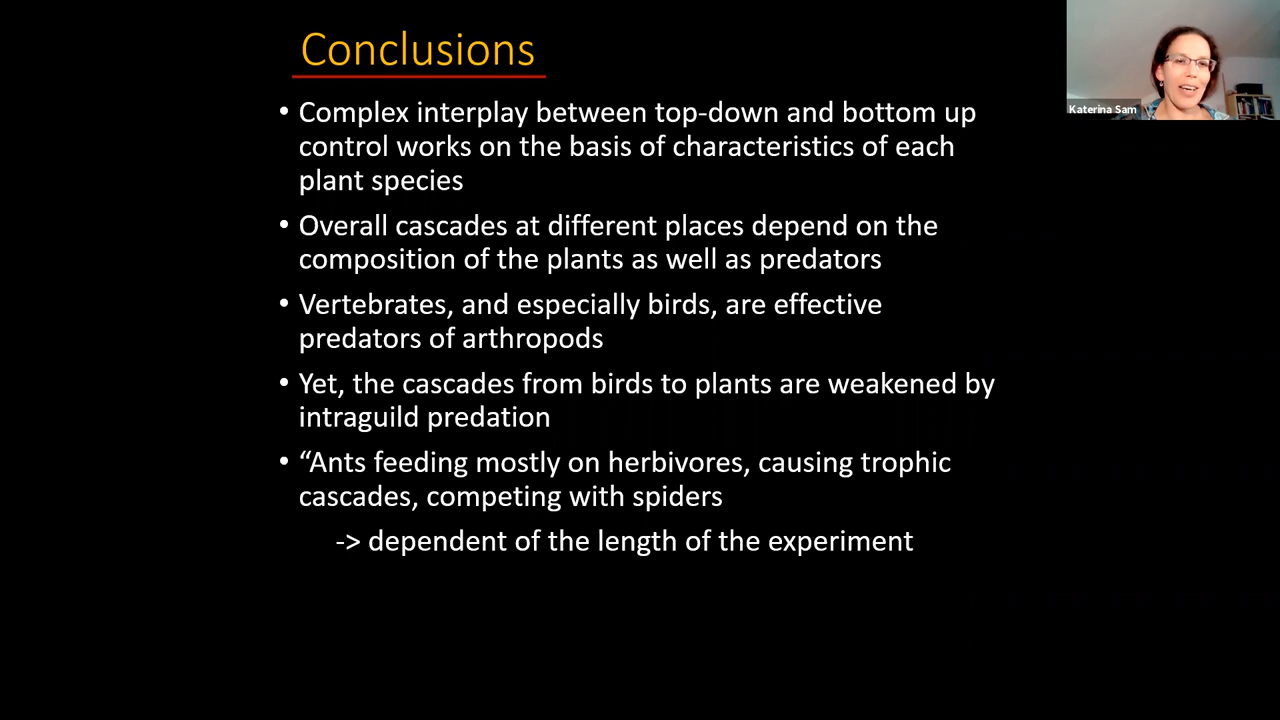 Conclusions
Katerina Sam
• Complex interplay between top-down and bottom up
control works on the basis of characteristics of each
plant species
• Overall cascades at different places depend on the
composition of the plants as well as predators
• Vertebrates, and especially birds, are effective
predators of arthropods
• Yet, the cascades from birds to plants are weakened by
intraguild predation
• “Ants feeding mostly on herbivores, causing trophic
cascades, competing with spiders
-> dependent of the length of the experiment